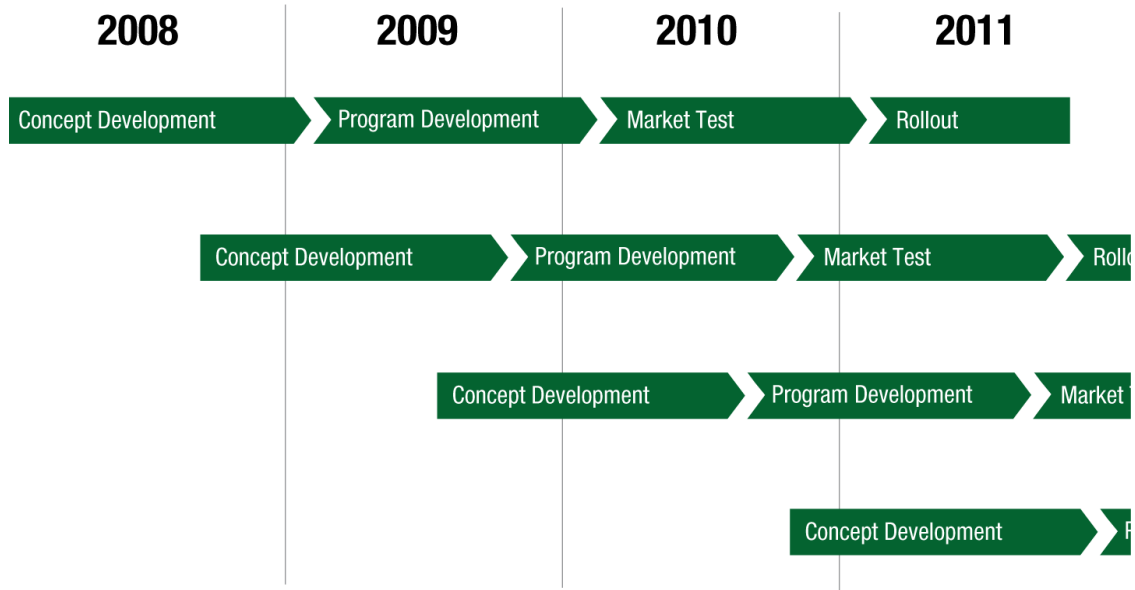 2008 2009 2010 2011
Concept Development Program Development Market Test Rollout
Concept Development Program Development Market Test
Concept Development Program Development Market
Concept Development